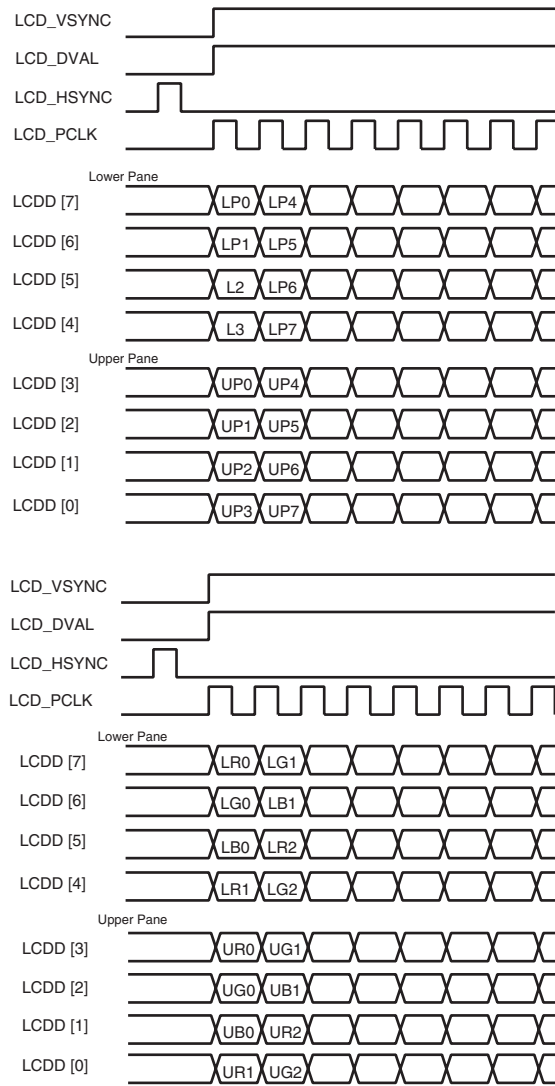 LCD_VSYNC
LCD_DVAL
LCD_HSYNC
LCD_PCLK
Lower Pane
LCDD [7] LP0 LP4
LCDD [6] LP1 LP5
LCDD [5] L2 LP6
LCDD [4] L3 LP7
Upper Pane
LCDD [3] UP0 UP4
LCDD [2] UP1 UP5
LCDD [1] UP2 UP6
LCDD [0] UP3 UP7
LCD_VSYNC
LCD_DVAL
LCD_HSYNC
LCD_PCLK
Lower Pane
LCDD [7] LR0 LG1
LCDD [6] LG0 LB1
LCDD [5] LB0 LR2
LCDD [4] LR1 LG2
Upper Pane
LCDD [3] UR0 UG1
LCDD [2] UG0 UB1
LCDD [1] UB0 UR2
LCDD [0] UR1 UG2